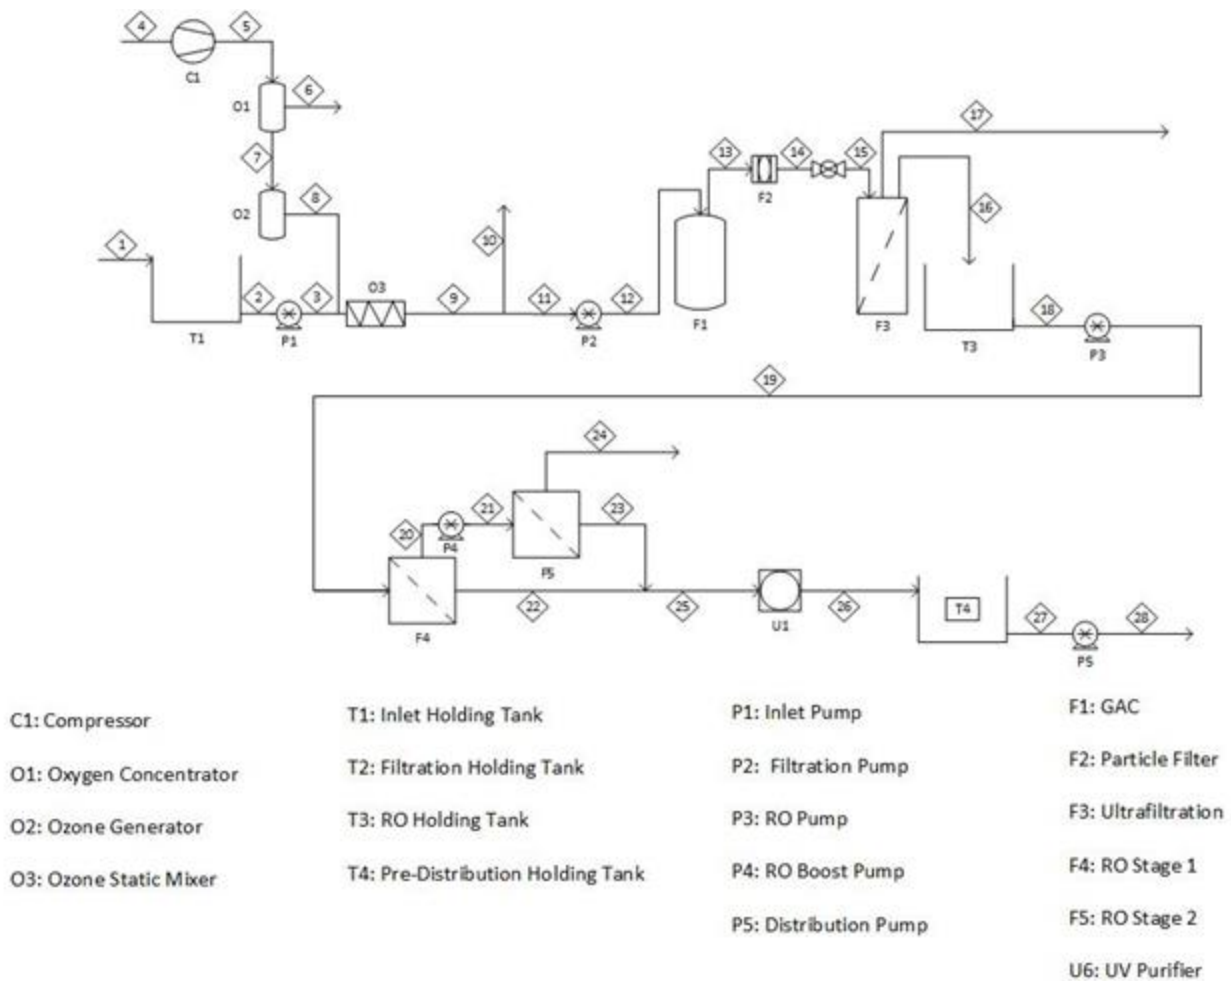 4
5
C1
O1
6
7
O2
8
1
T1
2
P1
3
O3
9
10
11
P2
12
F1
13
F2
14
15
F3
17
16
T3
18
P3
19
20
P4
21
F5
24
23
F4
22
25
U1
26
T4
27
P5
28
C1: Compressor
O1: Oxygen Concentrator
O2: Ozone Generator
O3: Ozone Static Mixer
T1: Inlet Holding Tank
T2: Filtration Holding Tank
T3: RO Holding Tank
T4: Pre-Distribution Holding Tank
P1: Inlet Pump
P2: Filtration Pump
P3: RO Pump
P4: RO Boost Pump
P5: Distribution Pump
F1: GAC
F2: Particle Filter
F3: Ultrafiltration
F4: RO Stage 1
F5: RO Stage 2
U6: UV Purifier